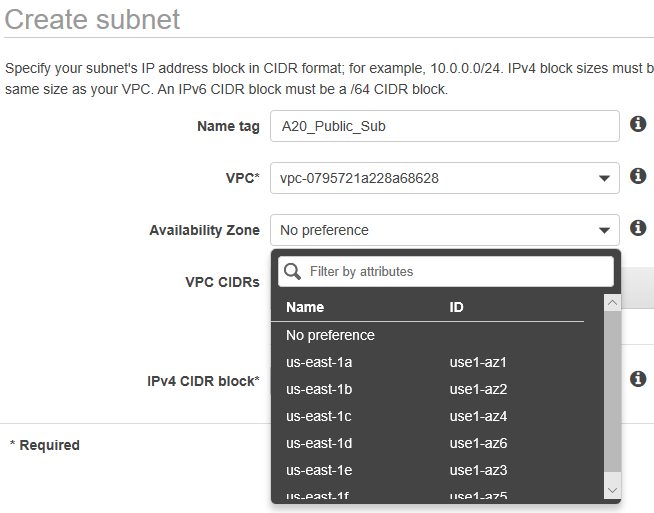 Create subnet
Specify your subnet's IP address block in CIDR format; for example, 10.0.0.0/24. IPv4 block sizes must b
same size as your VPC. An IPv6 CIDR block must be a /64 CIDR block.
Name tag A20_Public_Sub
VPC* vpc-0795721a228a68628
Availability Zone No preference
VPC CIDRs Filter by attributes
Name ID
No preference
us-east-1a use1-az1
IPv4 CIDR block*
us-east-1b use1-az2
us-east-1c use1-az4
us-east-1d use1-az6
* Required
us-east-1e use1-az3
us-east-1f use1-az5